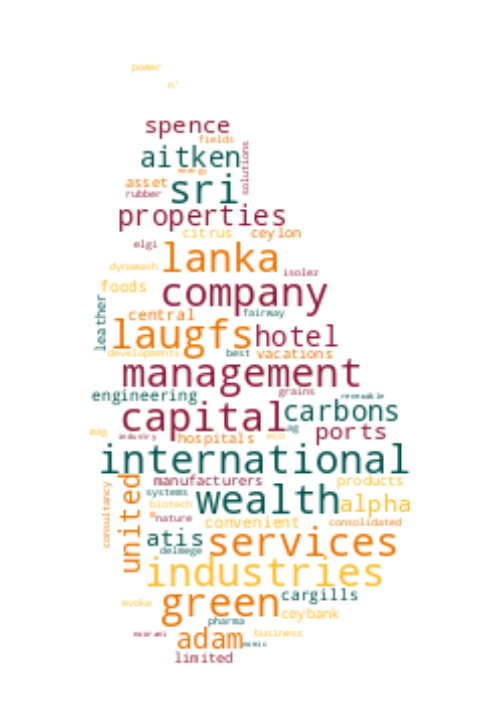 power
n'
spence
fields
aitken
solutions
energy
asset
sri
rubber
properties
citrus
ceylon
elgi
lanka
dynawash
isolez
foods
company
leather
central
fairway
laugfs
hotel
developments
best
vacations
management
engineering
grains
renewable
capital
carbons
mag
industry
hospitals
ag
eco
ports
international
consultancy
united
manufacturers
products
systems
wealth
biotech
alpha
nature
convenient
consolidated
atis
delmege
services
industries
evoke
green
cargills
pharma
ceybank
adam
business
limited